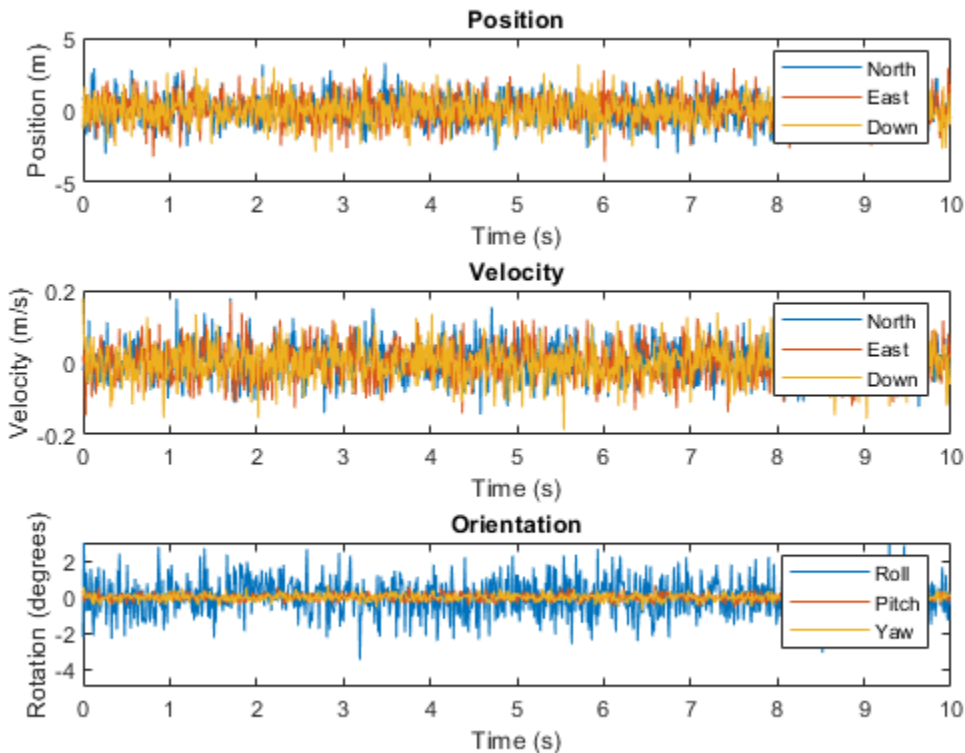 Position
Position (m)
5
0
-5
North
East
Down
0 1 2 3 4 5 6 7 8 9 10
Time (s)
Velocity
Velocity (m/s)
0.2
0
-0.2
North
East
Down
0 1 2 3 4 5 6 7 8 9 10
Time (s)
Orientation
Rotation (degrees)
2
0
-2
-4
Roll
Pitch
Yaw
0 1 2 3 4 5 6 7 8 9 10
Time (s)